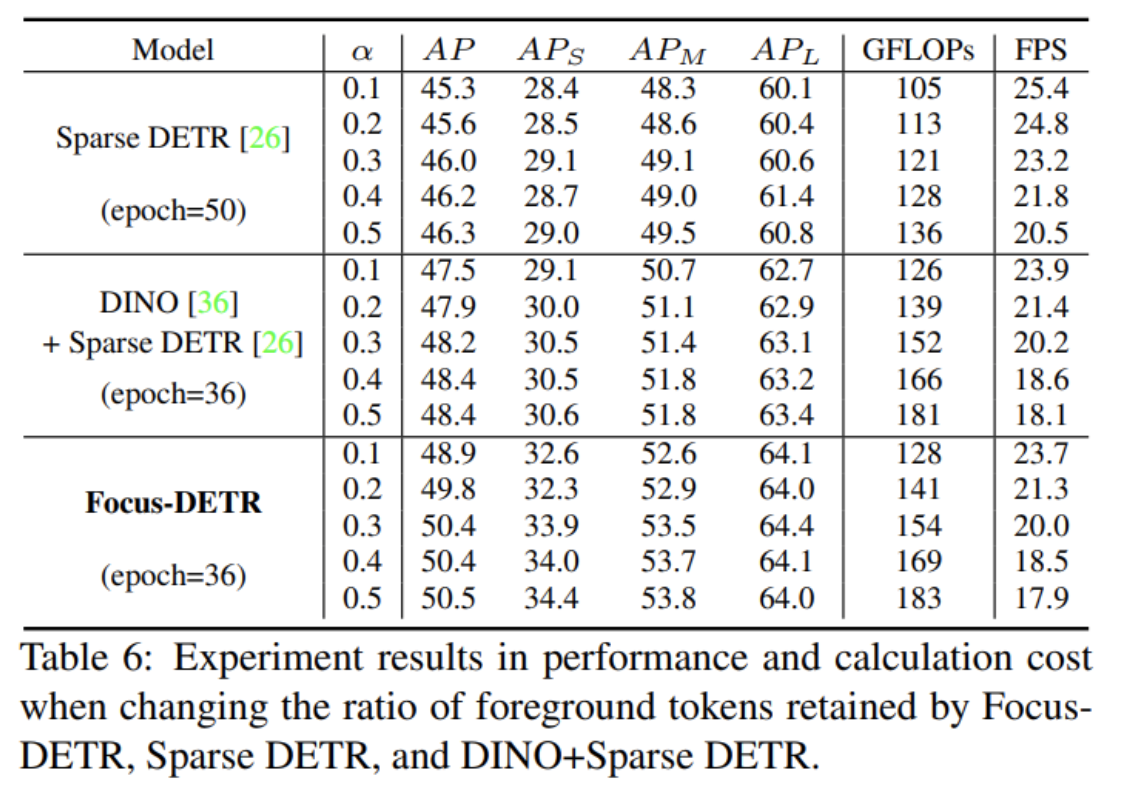 Model α AP AP_S AP_M AP_L GFLOPs FPS
0.1 45.3 28.4 48.3 60.1 105 25.4
Sparse DETR [26] 0.2 45.6 28.5 48.6 60.4 113 24.8
0.3 46.0 29.1 49.1 60.6 121 23.2
(epoch=50) 0.4 46.2 28.7 49.0 61.4 128 21.8
0.5 46.3 29.0 49.5 60.8 136 20.5
0.1 47.5 29.1 50.7 62.7 126 23.9
DINO [36] 0.2 47.9 30.0 51.1 62.9 139 21.4
+ Sparse DETR [26] 0.3 48.2 30.5 51.4 63.1 152 20.2
(epoch=36) 0.4 48.4 30.5 51.8 63.2 166 18.6
0.5 48.4 30.6 51.8 63.4 181 18.1
0.1 48.9 32.6 52.6 64.1 128 23.7
Focus-DETR 0.2 49.8 32.3 52.9 64.0 141 21.3
0.3 50.4 33.9 53.5 64.4 154 20.0
(epoch=36) 0.4 50.4 34.0 53.7 64.1 169 18.5
0.5 50.5 34.4 53.8 64.0 183 17.9
Table 6: Experiment results in performance and calculation cost
when changing the ratio of foreground tokens retained by Focus-
DETR, Sparse DETR, and DINO+Sparse DETR.